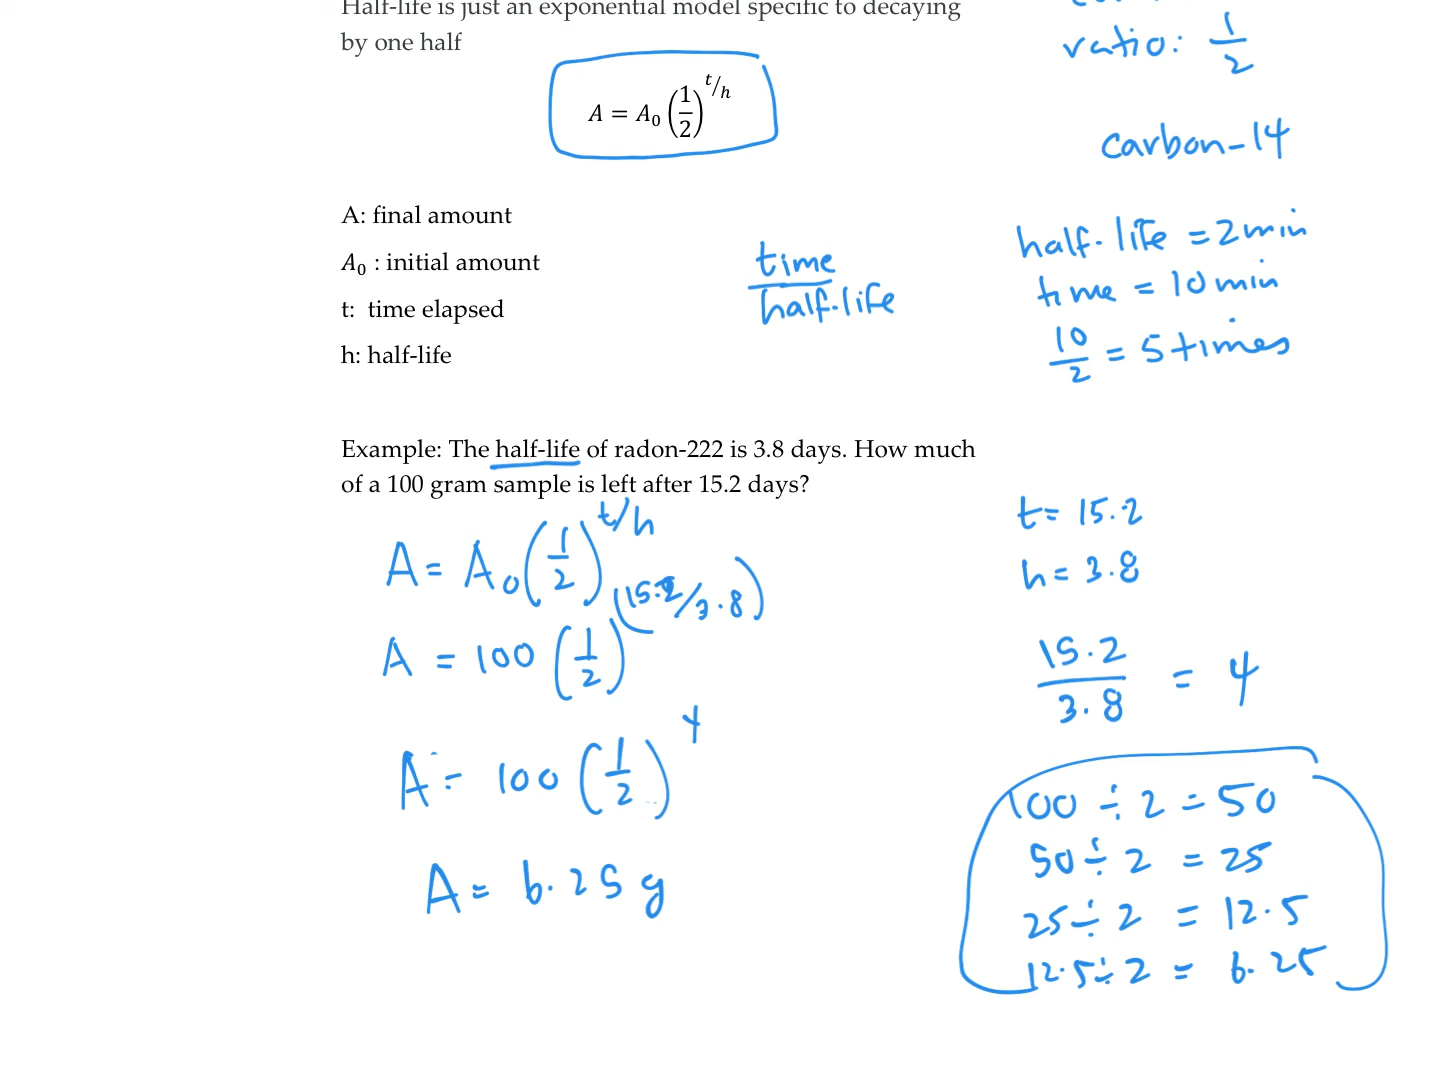 Half-life is just an exponential model specific to decaying
by one half
ratio: 1/2
A = A₀ (1/2)^(t/h)
carbon-14
A: final amount
A₀ : initial amount
t: time elapsed
h: half-life
time
half-life
half-life = 2 min
time = 10 min
10/2 = 5 times
Example: The half-life of radon-222 is 3.8 days. How much
of a 100 gram sample is left after 15.2 days?
A = A₀ (1/2)^(t/h)
A = 100 (1/2)^(15.2/3.8)
A = 100 (1/2)^4
A = 6.25 g
t = 15.2
h = 3.8
15.2/3.8 = 4
100 ÷ 2 = 50
50 ÷ 2 = 25
25 ÷ 2 = 12.5
12.5 ÷ 2 = 6.25